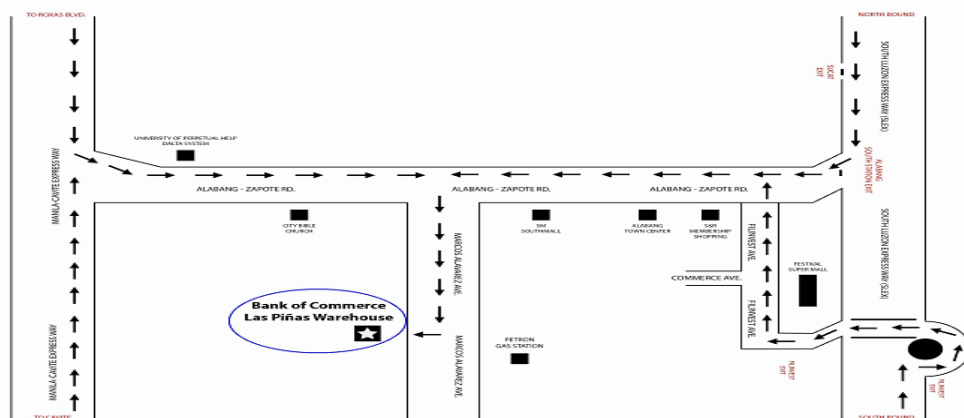 TO ROXAS BLVD.
NORTH BOUND
SOUTH LUZON EXPRESS WAY (SLEX)
SUCAT
EXIT
UNIVERSITY OF PERPETUAL HELP
DALTA SYSTEM
MANILA-CAVITE EXPRESS WAY
ALABANG
SOUTH STATION EXIT
ALABANG - ZAPOTE RD.
ALABANG - ZAPOTE RD.
ALABANG - ZAPOTE RD.
CITY BIBLE
CHURCH
SM
SOUTHMALL
ALABANG
TOWN CENTER
S&R
MEMBERSHIP
SHOPPING
FILINVEST AVE.
MARCOS ALAVAREZ AVE.
SOUTH LUZON EXPRESS WAY (SLEX)
FESTIVAL
SUPER MALL
COMMERCE AVE.
Bank of Commerce
Las Piñas Warehouse
FILINVEST AVE.
MANILA-CAVITE EXPRESS WAY
MARCOS ALAVAREZ AVE.
PETRON
GAS STATION
FILINVEST
EXIT
FILINVEST
EXIT
TO CAVITE
SOUTH BOUND